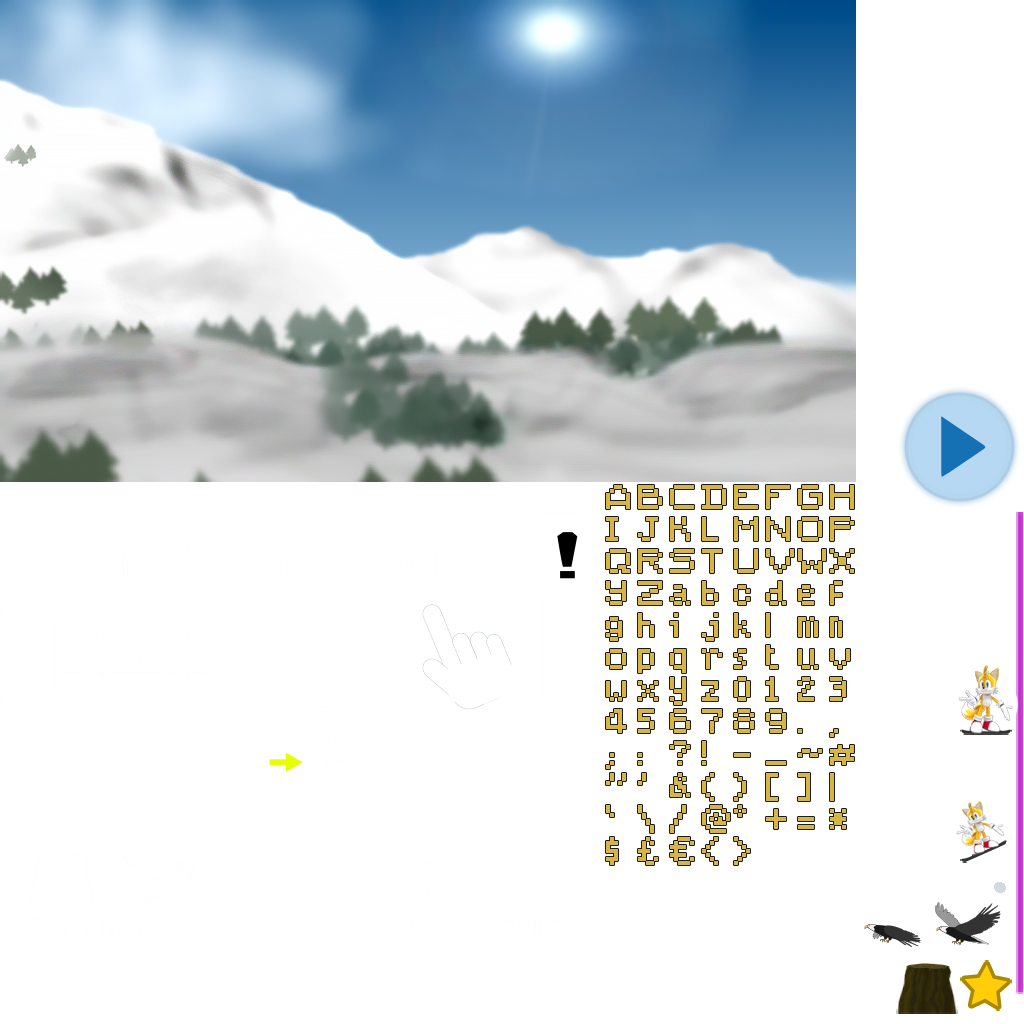 ABCDEFGH
!
IJKLMNOP
QRSTUVWX
YZabcdef
ghijklmn
opqrstuv
wxyz0123
456789.,
;:?!-_~#
"'&()[]|
`\/@°+=*
$£€<>